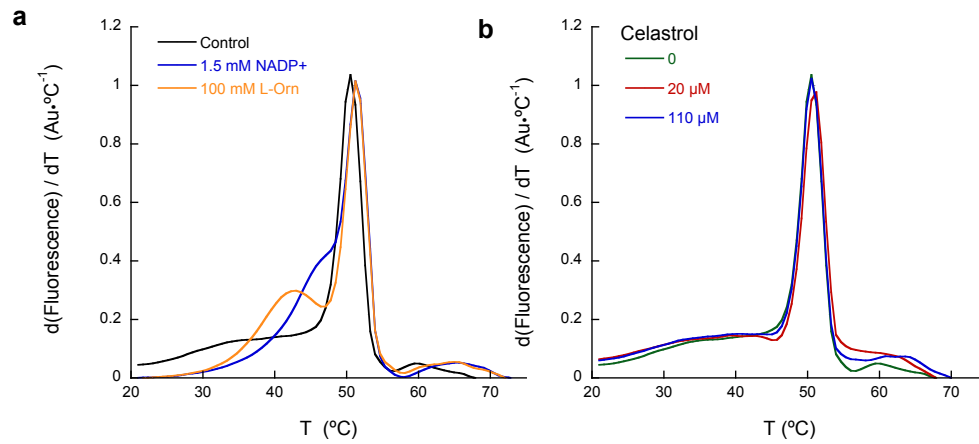 a
1.2
1
0.8
0.6
0.4
0.2
0
d(Fluorescence) / dT (Au•ºC⁻¹)
Control
1.5 mM NADP+
100 mM L-Orn
20 30 40 50 60 70
T (ºC)
b
1.2
1
0.8
0.6
0.4
0.2
0
d(Fluorescence) / dT (Au•ºC⁻¹)
Celastrol
0
20 µM
110 µM
20 30 40 50 60 70
T (ºC)